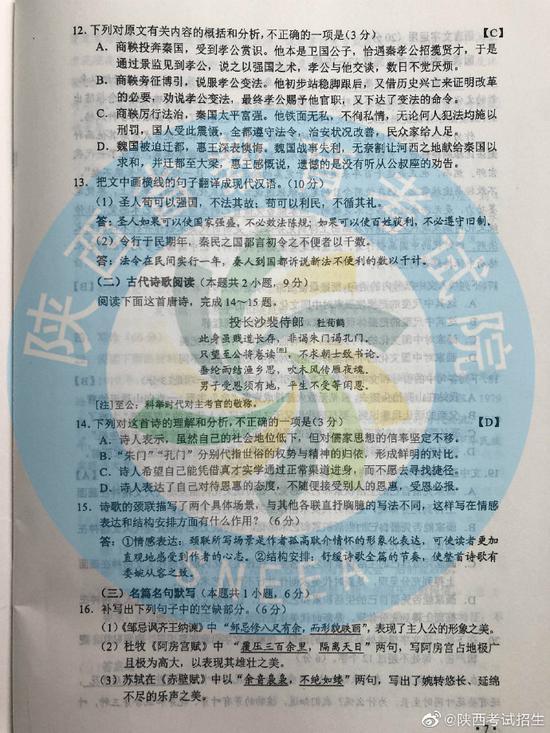 12. 下列对原文有关内容的概括和分析,不正确的一项是(3分) 【C】
A. 商鞅投奔秦国,受到孝公赏识。他本是卫国公子,恰遇秦孝公招揽贤才,于是
通过景监见到孝公,说之以强国之术,孝公与他交谈,数日不觉厌烦。
B. 商鞅旁征博引,说服孝公变法。他初步站稳脚跟后,又借历史兴亡来证明改革
的必要,劝说孝公变法,最终孝公赐予他官职,又下达了变法的命令。
C. 商鞅厉行法治,秦国太平富强。他铁面无私,不徇私情,无论何人犯法均施以
刑罚,国人受此震慑,全都遵守法令,治安状况改善,民众家给人足。
D. 魏国被迫迁都,惠王深表懊悔。魏国战事失利,无奈割让河西之地献给秦国以
求和,并迁都至大梁,惠王感慨说,遗憾的是没有听从公叔座的劝告。
13. 把文中画横线的句子翻译成现代汉语。(10分)
(1)圣人苟可以强国,不法其故;苟可以利民,不循其礼。
答:圣人如果可以使国家强盛,不必效法陈规;如果可以使百姓获利,不必遵守旧制。
(2)令行于民期年,秦民之国都言初令之不便者以千数。
答:法令在民间实行一年,秦人到国都诉说新法不便利的数以千计。
(二)古代诗歌阅读(本题共2小题,9分)
阅读下面这首唐诗,完成14~15题。
投长沙裴侍郎 杜荀鹤
此身虽贱道长存,非谒朱门谒孔门。
只望至公将卷读[注],不求朝士致书论。
垂纶雨结渔乡思,吹木风传雁夜魂。
男子受恩须有地,平生不受等闲恩。
[注]至公:科举时代对主考官的敬称。
14. 下列对这首诗的理解和分析,不正确的一项是(3分) 【D】
A. 诗人表示,虽然自己的社会地位低下,但对儒家思想的信奉坚定不移。
B. “朱门”“孔门”分别代指世俗的权势与精神的归依,形成鲜明的对比。
C. 诗人希望自己能凭借真才实学通过正常渠道进身,而不愿去寻找捷径。
D. 诗人表达了自己对待恩惠的态度,不随便接受别人的恩惠,受恩必报。
15. 诗歌的颈联描写了两个具体场景,与其他各联直抒胸臆的写法不同,这样写在情感
表达和结构安排方面有什么作用?(6分)
答:①情感表达:颈联所写场景是作者孤高耿介情怀的形象化表达,可使读者更加
直观地感受到作者的心志。②结构安排:舒缓诗歌全篇的节奏,使整首诗歌有
委婉从容之致。
(三)名篇名句默写(本题共1小题,6分)
16. 补写出下列句子中的空缺部分。(6分)
(1)《邹忌讽齐王纳谏》中“邹忌修八尺有余,而形貌昳丽”,表现了主人公的形象之美。
(2)杜牧《阿房宫赋》中“覆压三百余里,隔离天日”两句,写阿房宫占地极广
且极为高大,以表现其雄壮之美。
(3)苏轼在《赤壁赋》中以“余音袅袅,不绝如缕”两句,写出了婉转悠长、延绵
不尽的乐声之美。
·7·
陕西省教育考试院
SNEEA
@陕西考试招生